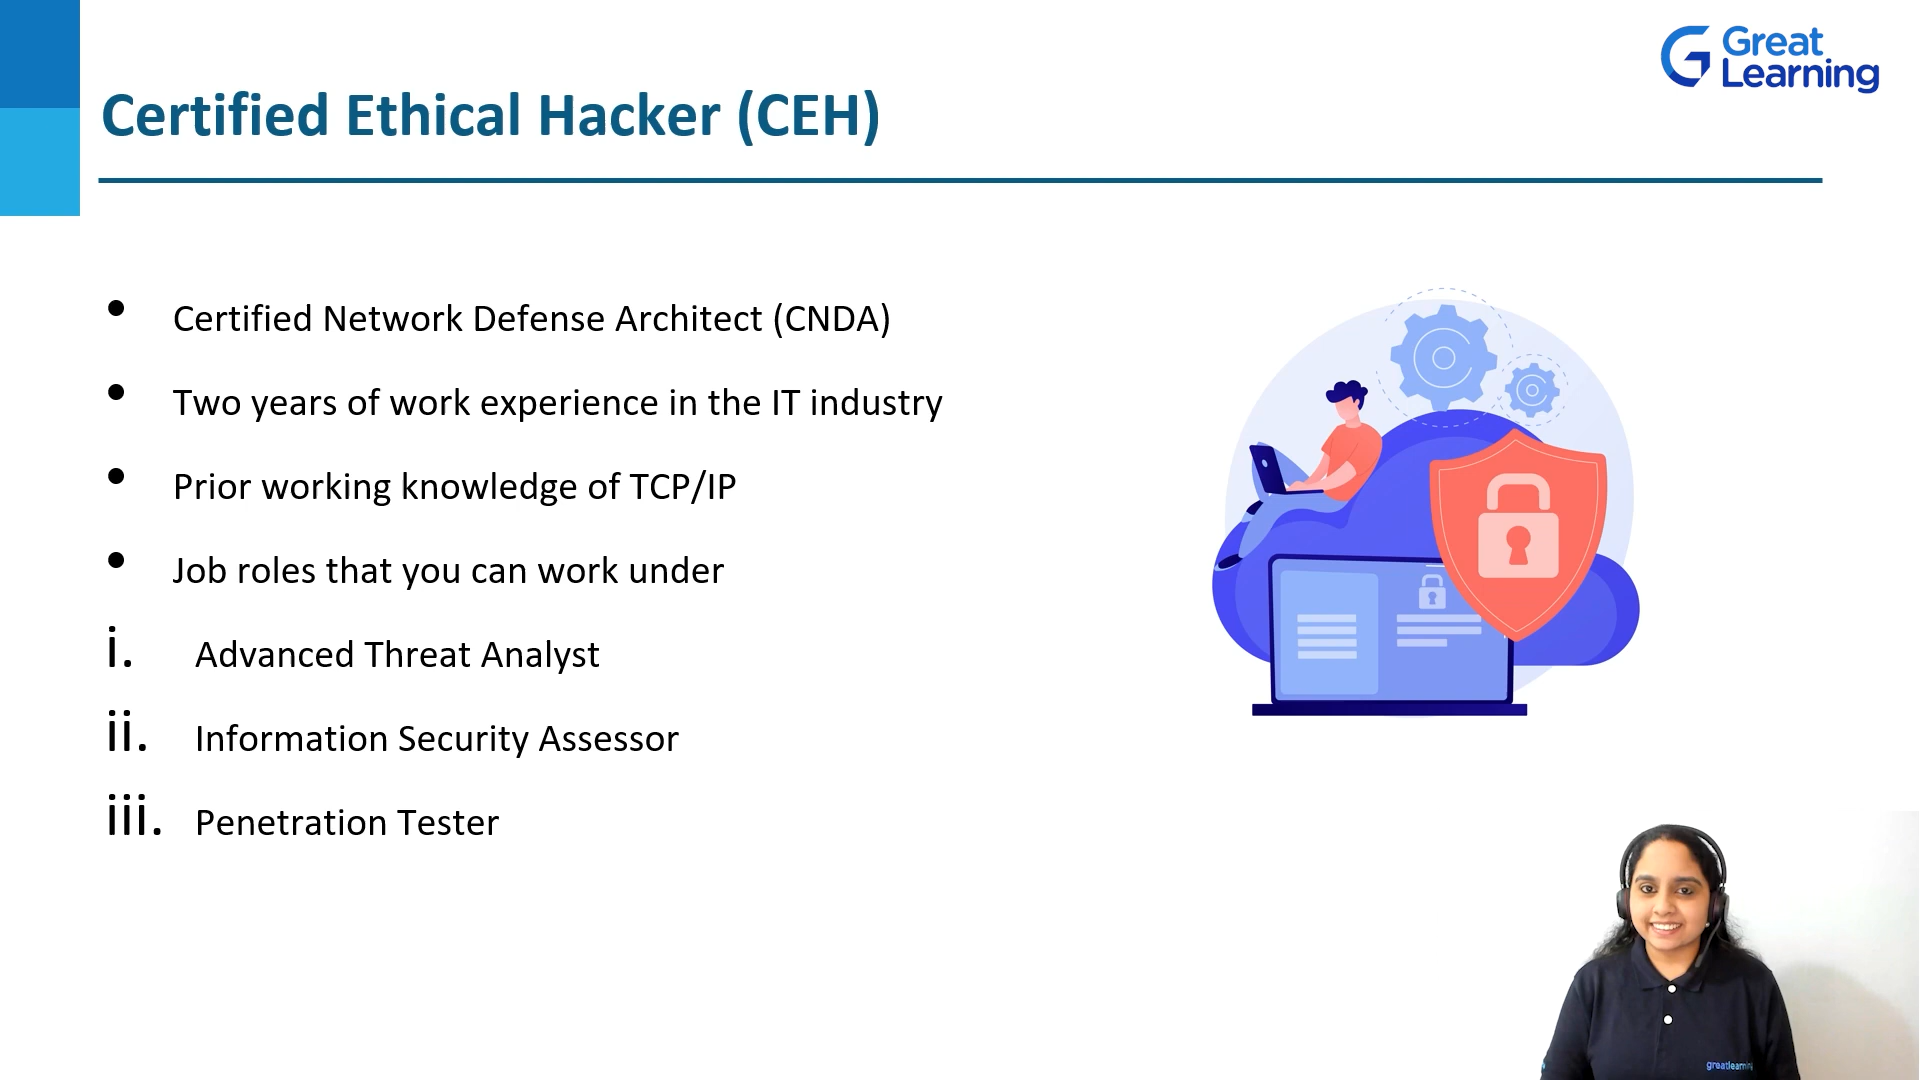 Great
Learning
Certified Ethical Hacker (CEH)
• Certified Network Defense Architect (CNDA)
• Two years of work experience in the IT industry
• Prior working knowledge of TCP/IP
• Job roles that you can work under
i. Advanced Threat Analyst
ii. Information Security Assessor
iii. Penetration Tester